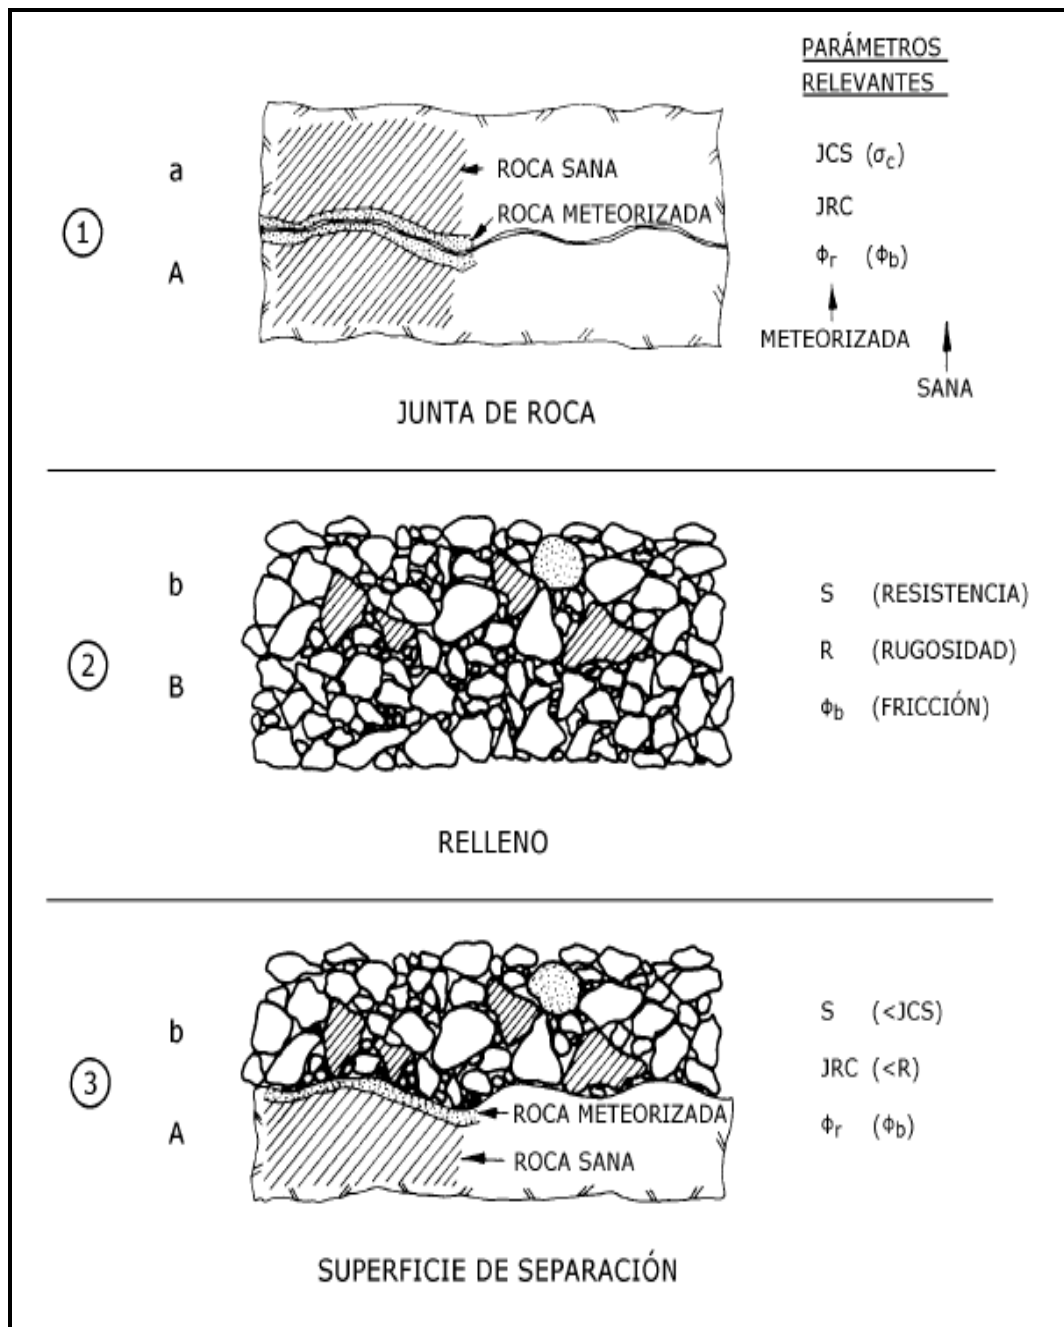 PARÁMETROS
RELEVANTES
a
ROCA SANA
JCS (σc)
1
ROCA METEORIZADA
JRC
A
ϕr (ϕb)
METEORIZADA
SANA
JUNTA DE ROCA
b
S (RESISTENCIA)
2
R (RUGOSIDAD)
B
ϕb (FRICCIÓN)
RELLENO
b
S (<JCS)
3
JRC (<R)
A
ROCA METEORIZADA
ϕr (ϕb)
ROCA SANA
SUPERFICIE DE SEPARACIÓN